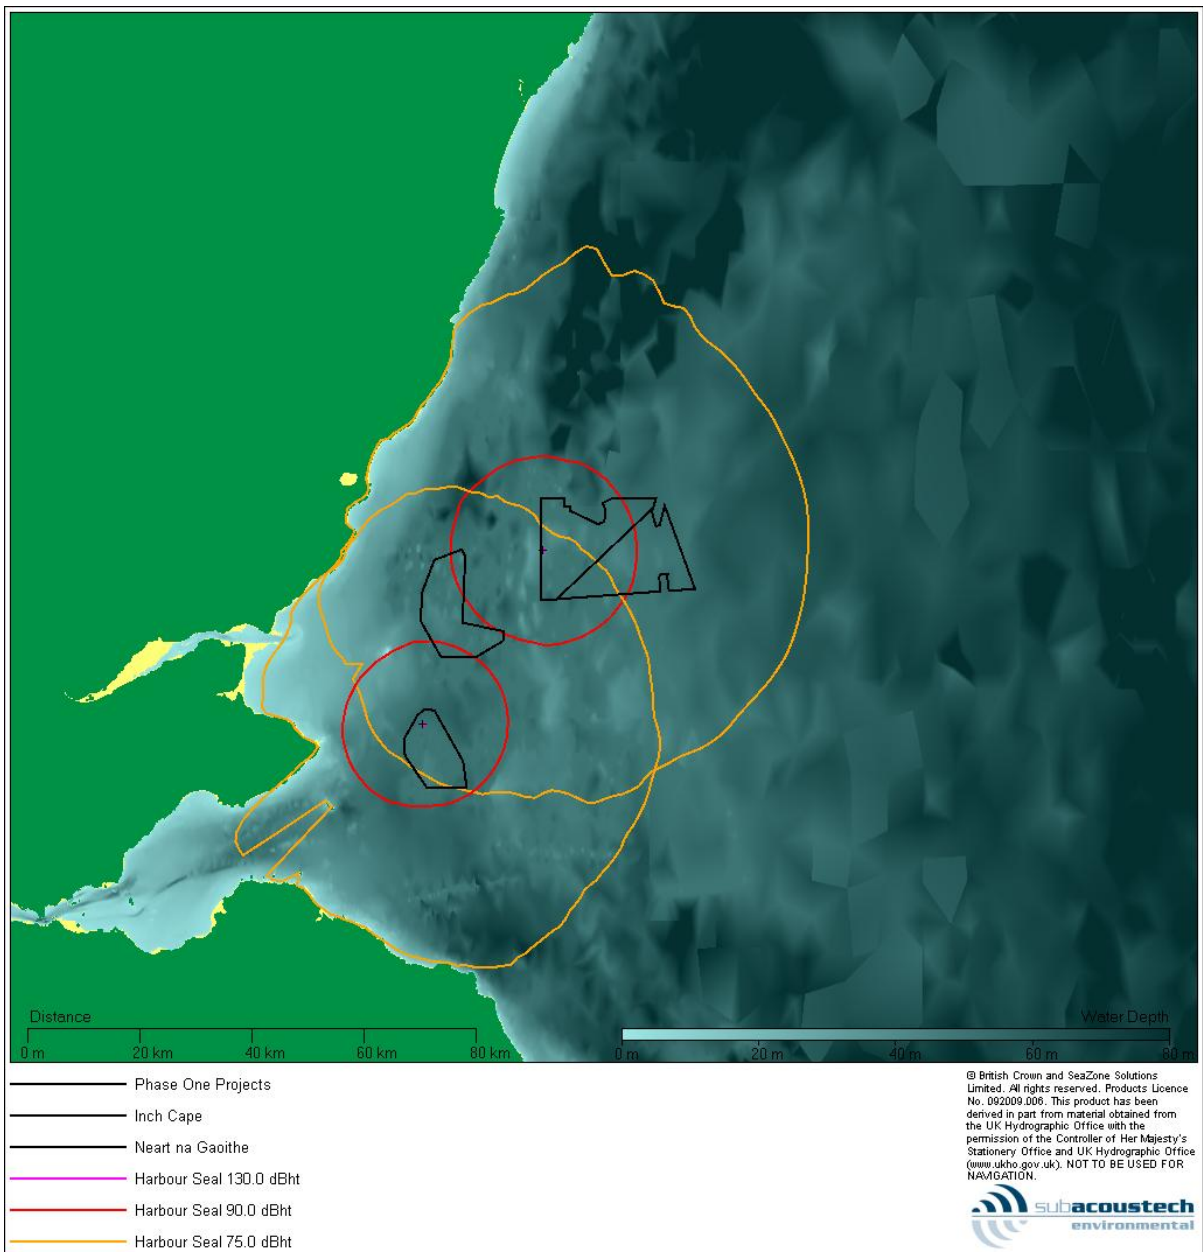 Distance
0 m 20 km 40 km 60 km 80 km
Water Depth
0 m 20 m 40 m 60 m 80 m
Phase One Projects
Inch Cape
Neart na Gaoithe
Harbour Seal 130.0 dBht
Harbour Seal 90.0 dBht
Harbour Seal 75.0 dBht
© British Crown and SeaZone Solutions
Limited. All rights reserved. Products Licence
No. 092009.006. This product has been
derived in part from material obtained from
the UK Hydrographic Office with the
permission of the Controller of Her Majesty's
Stationery Office and UK Hydrographic Office
(www.ukho.gov.uk). NOT TO BE USED FOR
NAVIGATION.
subacoustech
environmental